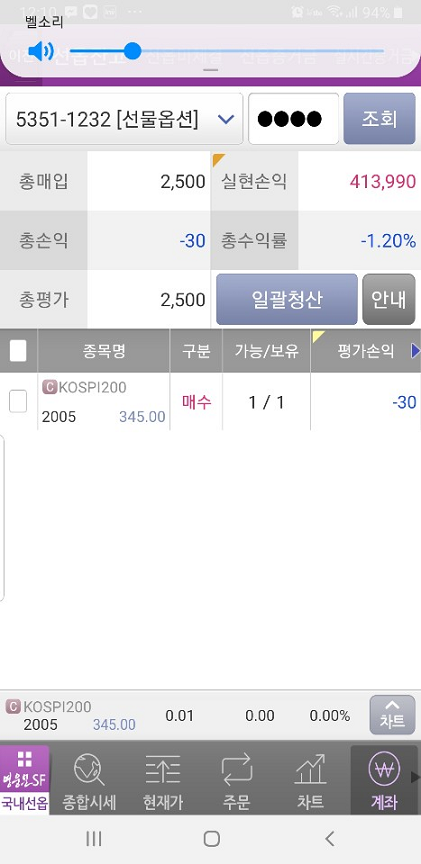 12:10 94%
벨소리
5351-1232 [선물옵션] ●●●● 조회
총매입 2,500 실현손익 413,990
총손익 -30 총수익률 -1.20%
총평가 2,500 일괄청산 안내
종목명 구분 가능/보유 평가손익
C KOSPI200
2005 345.00 매수 1 / 1 -30
C KOSPI200
2005 345.00 0.01 0.00 0.00% 차트
영웅문SF
국내선옵 종합시세 현재가 주문 차트 계좌